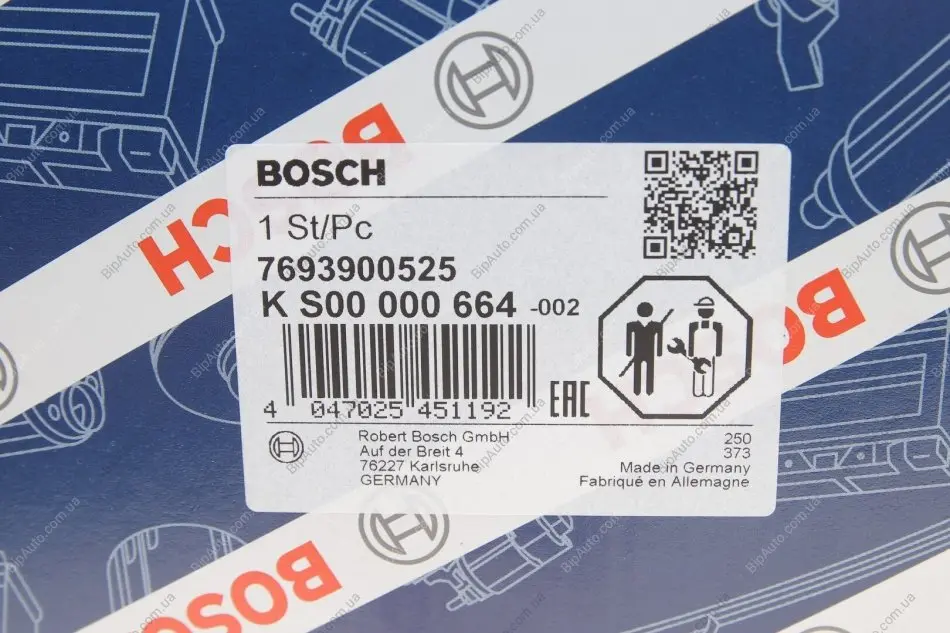 BOSCH
BOSCH
BOSCH
1 St/Pc
7693900525
K S00 000 664 -002
4 047025 451192
EAC
Robert Bosch GmbH
Auf der Breit 4
76227 Karlsruhe
GERMANY
250
373
Made in Germany
Fabriqué en Allemagne
BOSCH
BipAuto.com.ua